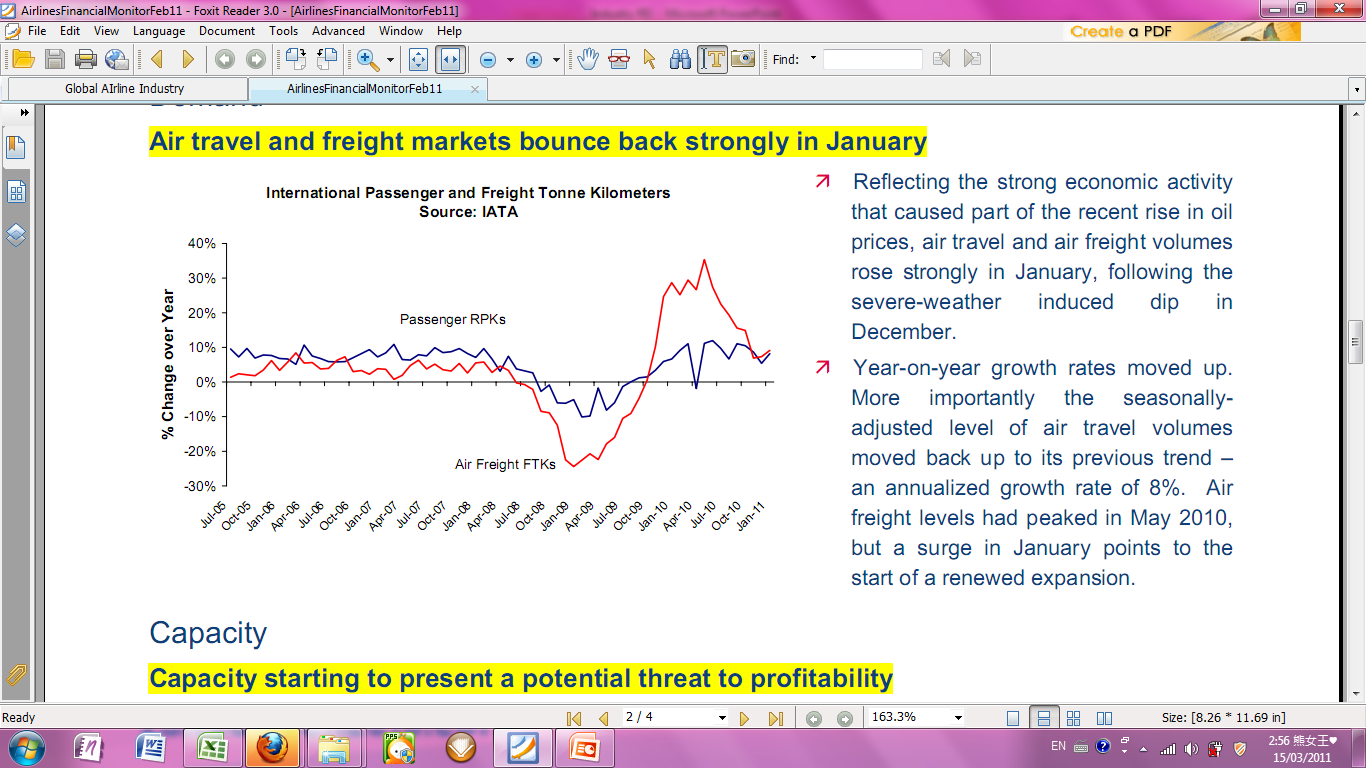 AirlinesFinancialMonitorFeb11 - Foxit Reader 3.0 - [AirlinesFinancialMonitorFeb11]
File Edit View Language Document Tools Advanced Window Help
Create a PDF
Find:
Global AIrline Industry
AirlinesFinancialMonitorFeb11
Demand
Air travel and freight markets bounce back strongly in January
International Passenger and Freight Tonne Kilometers
Source: IATA
% Change over Year
40%
30%
20%
10%
0%
-10%
-20%
-30%
Passenger RPKs
Air Freight FTKs
Jul-05
Oct-05
Jan-06
Apr-06
Jul-06
Oct-06
Jan-07
Apr-07
Jul-07
Oct-07
Jan-08
Apr-08
Jul-08
Oct-08
Jan-09
Apr-09
Jul-09
Oct-09
Jan-10
Apr-10
Jul-10
Oct-10
Jan-11
Reflecting the strong economic activity
that caused part of the recent rise in oil
prices, air travel and air freight volumes
rose strongly in January, following the
severe-weather induced dip in
December.
Year-on-year growth rates moved up.
More importantly the seasonally-
adjusted level of air travel volumes
moved back up to its previous trend –
an annualized growth rate of 8%. Air
freight levels had peaked in May 2010,
but a surge in January points to the
start of a renewed expansion.
Capacity
Capacity starting to present a potential threat to profitability
Ready
2 / 4
163.3%
Size: [8.26 * 11.69 in]
PPS
EN
2:56 熊女王♥
15/03/2011